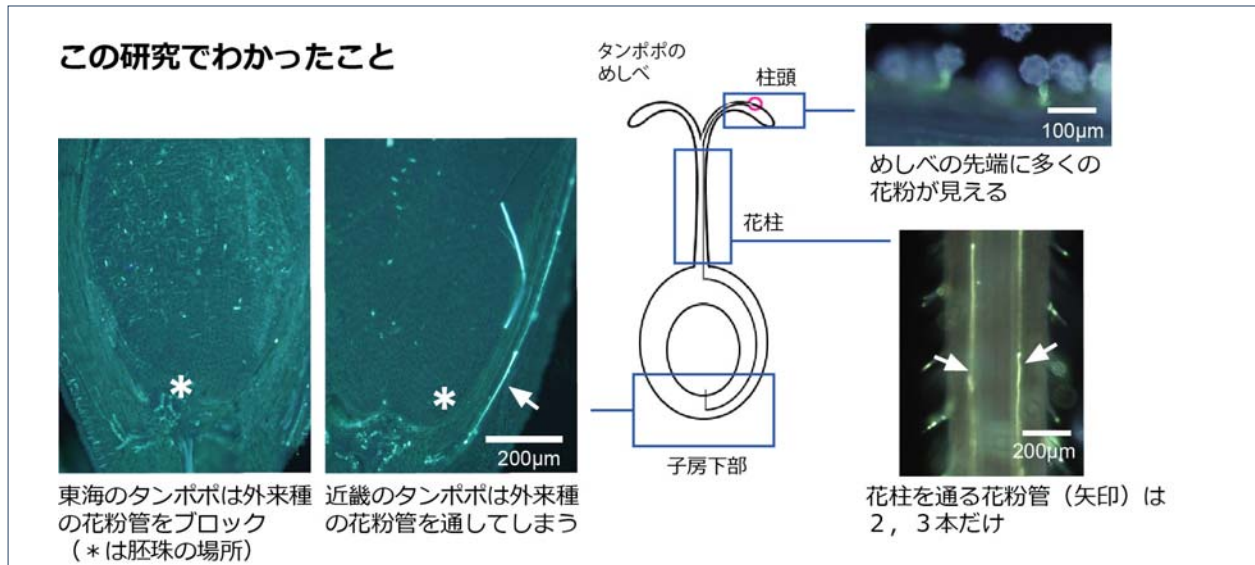 この研究でわかったこと
タンポポの
めしべ
柱頭
100μm
めしべの先端に多くの
花粉が見える
花柱
*
*
200μm
200μm
子房下部
東海のタンポポは外来種
の花粉管をブロック
(*は胚珠の場所)
近畿のタンポポは外来種
の花粉管を通してしまう
花柱を通る花粉管(矢印)は
2,3本だけ